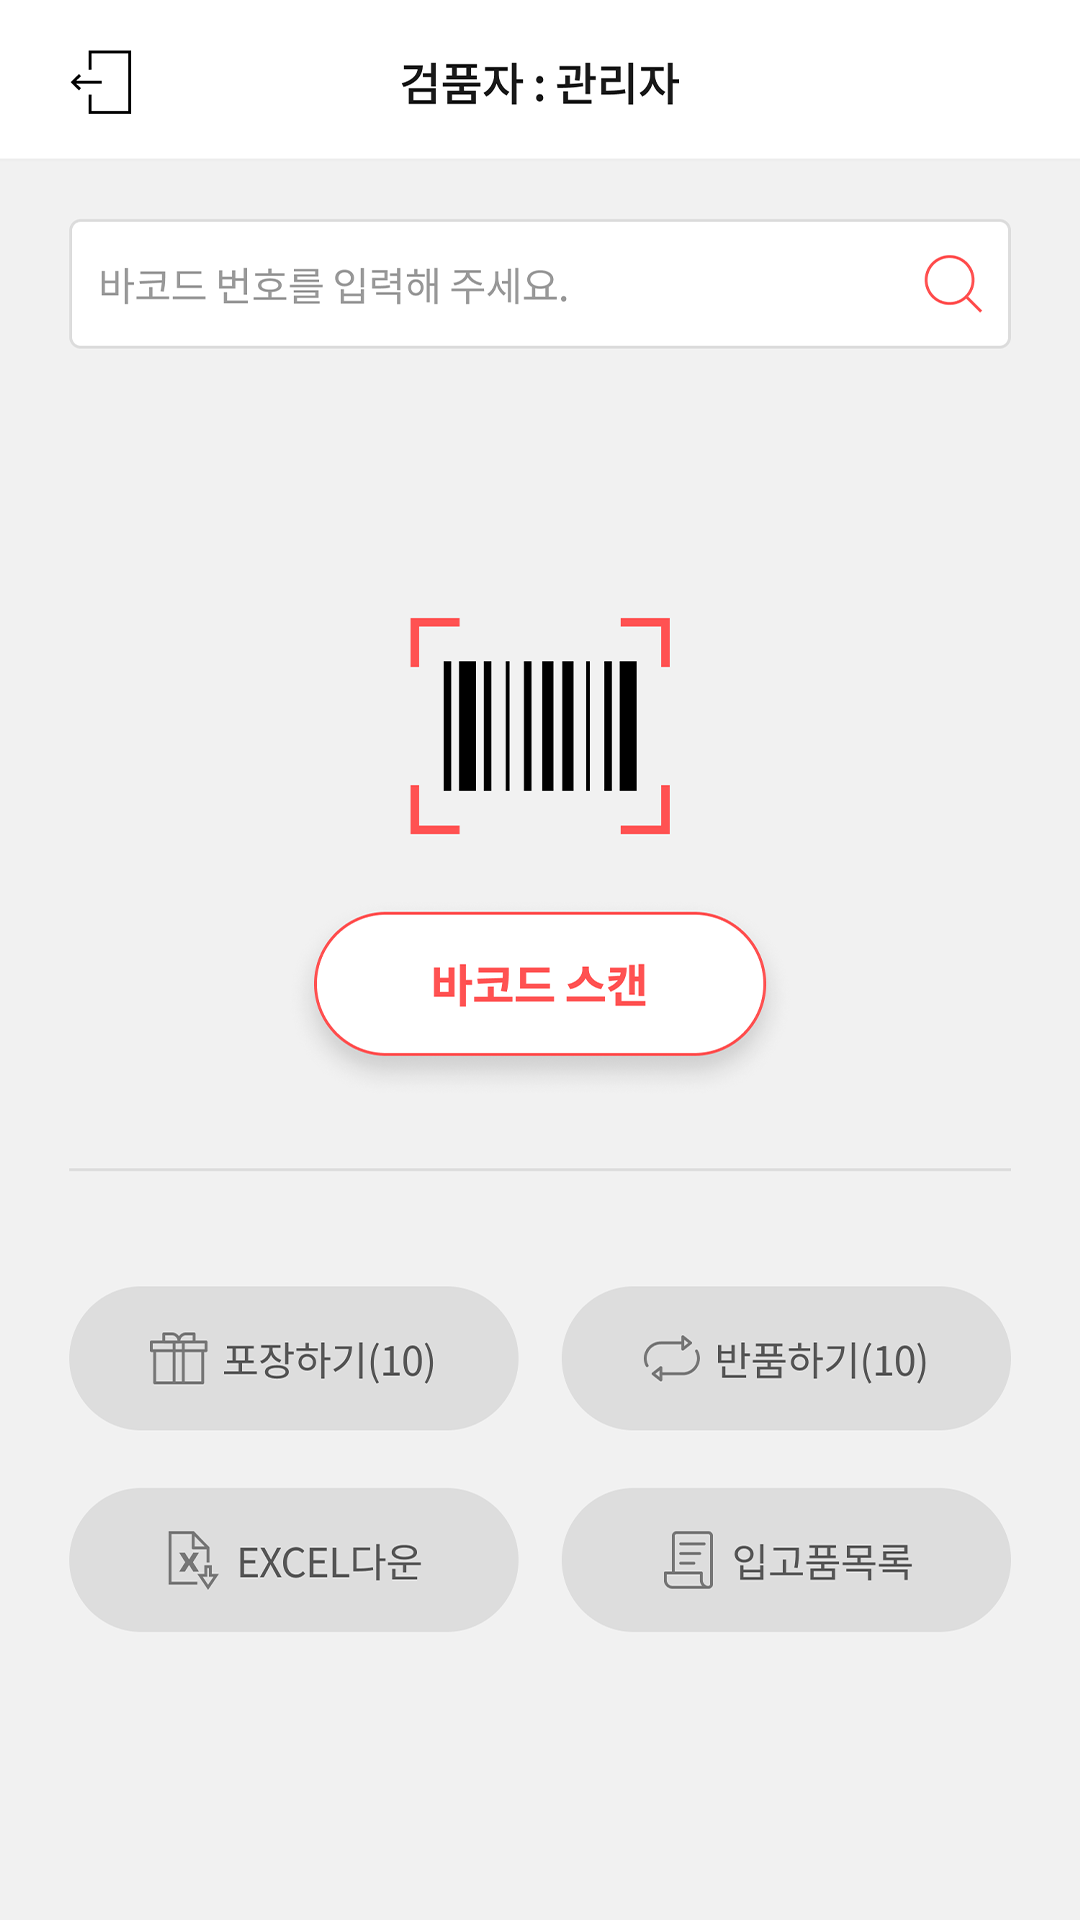 검품자 : 관리자
바코드 번호를 입력해 주세요.
바코드 스캔
포장하기(10)
반품하기(10)
X
EXCEL다운
입고품목록